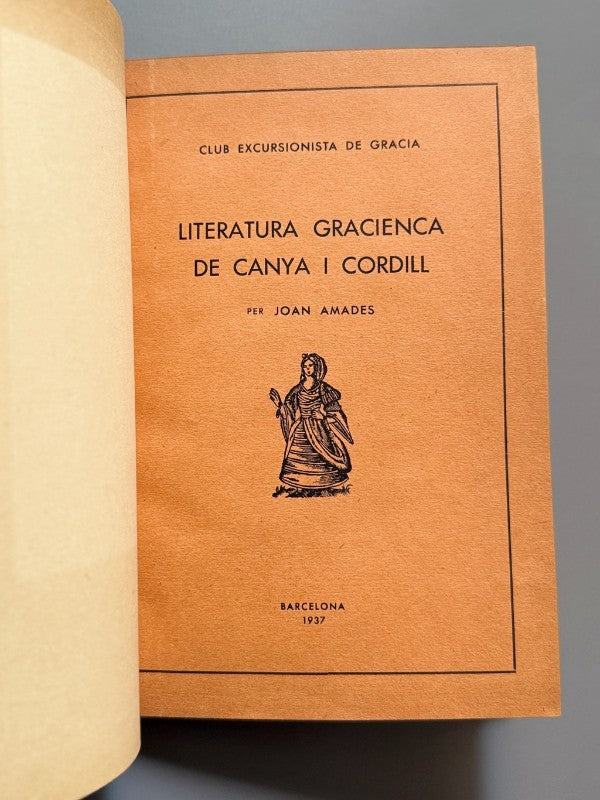 CLUB EXCURSIONISTA DE GRACIA
LITERATURA GRACIENCA
DE CANYA I CORDILL
PER JOAN AMADES
BARCELONA
1937